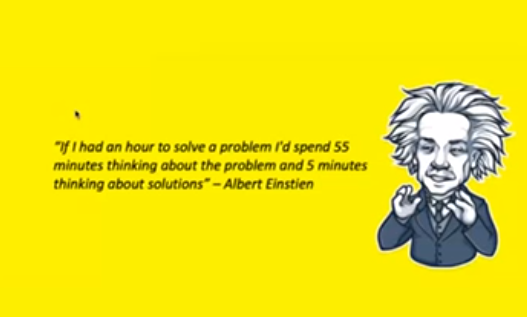 "If I had an hour to solve a problem I'd spend 55
minutes thinking about the problem and 5 minutes
thinking about solutions" – Albert Einstien